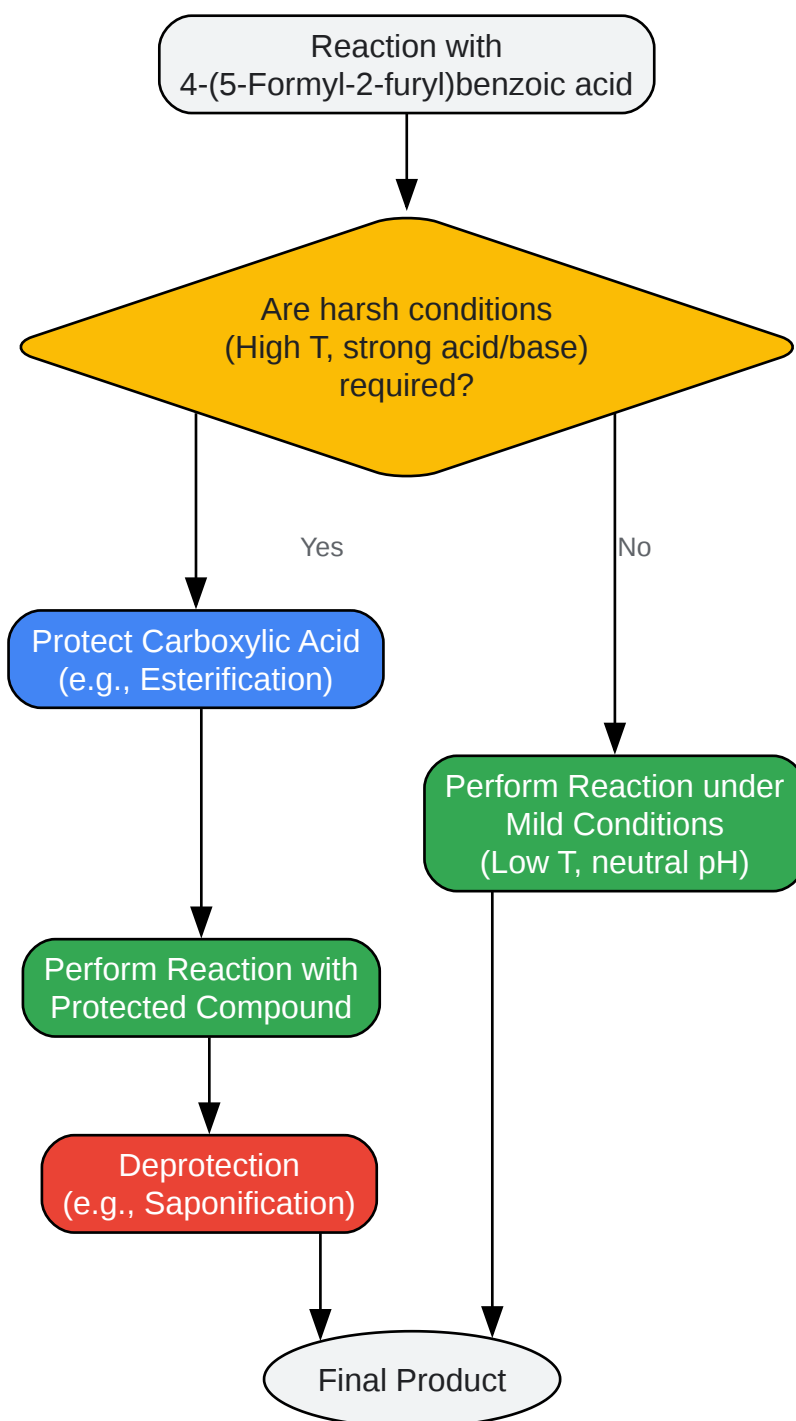 Reaction with
4-(5-Formyl-2-furyl)benzoic acid
Are harsh conditions
(High T, strong acid/base)
required?
Yes
No
Protect Carboxylic Acid
(e.g., Esterification)
Perform Reaction under
Mild Conditions
(Low T, neutral pH)
Perform Reaction with
Protected Compound
Deprotection
(e.g., Saponification)
Final Product